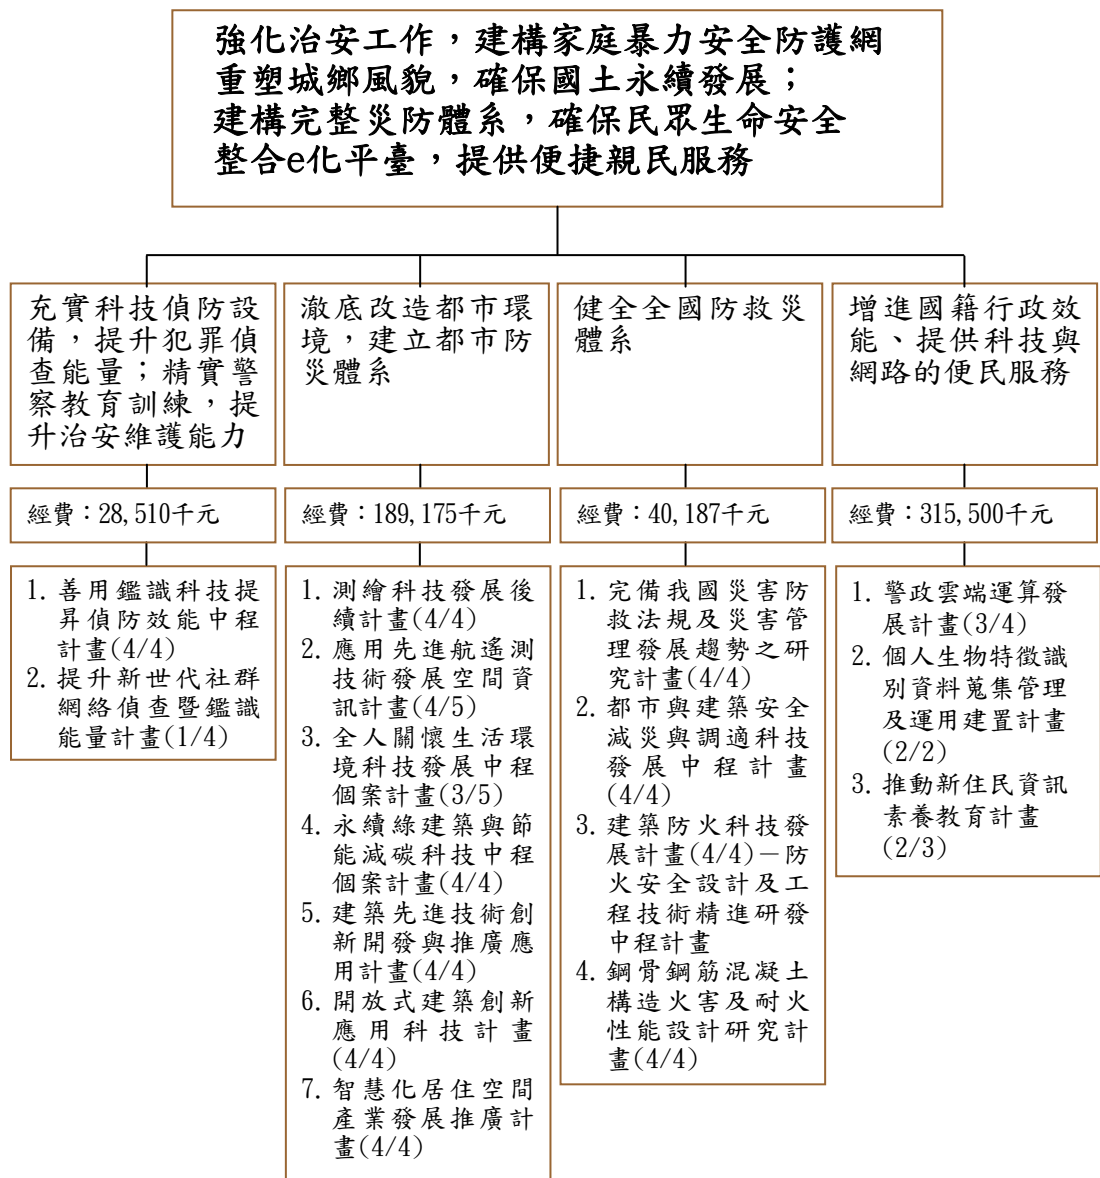 強化治安工作，建構家庭暴力安全防護網
重塑城鄉風貌，確保國土永續發展；
建構完整災防體系，確保民眾生命安全
整合e化平臺，提供便捷親民服務
充實科技偵防設
備，提升犯罪偵
查能量；精實警
察教育訓練，提
升治安維護能力
經費：28,510千元
1. 善用鑑識科技提
昇偵防效能中程
計畫(4/4)
2. 提升新世代社群
網絡偵查暨鑑識
能量計畫(1/4)
澈底改造都市環
境，建立都市防
災體系
經費：189,175千元
1. 測繪科技發展後
續計畫(4/4)
2. 應用先進航遙測
技術發展空間資
訊計畫(4/5)
3. 全人關懷生活環
境科技發展中程
個案計畫(3/5)
4. 永續綠建築與節
能減碳科技中程
個案計畫(4/4)
5. 建築先進技術創
新開發與推廣應
用計畫(4/4)
6. 開放式建築創新
應用科技計畫
(4/4)
7. 智慧化居住空間
產業發展推廣計
畫(4/4)
健全全國防救災
體系
經費：40,187千元
1. 完備我國災害防
救法規及災害管
理發展趨勢之研
究計畫(4/4)
2. 都市與建築安全
減災與調適科技
發展中程計畫
(4/4)
3. 建築防火科技發
展計畫(4/4)－防
火安全設計及工
程技術精進研發
中程計畫
4. 鋼骨鋼筋混凝土
構造火害及耐火
性能設計研究計
畫(4/4)
增進國籍行政效
能、提供科技與
網路的便民服務
經費：315,500千元
1. 警政雲端運算發
展計畫(3/4)
2. 個人生物特徵識
別資料蒐集管理
及運用建置計畫
(2/2)
3. 推動新住民資訊
素養教育計畫
(2/3)